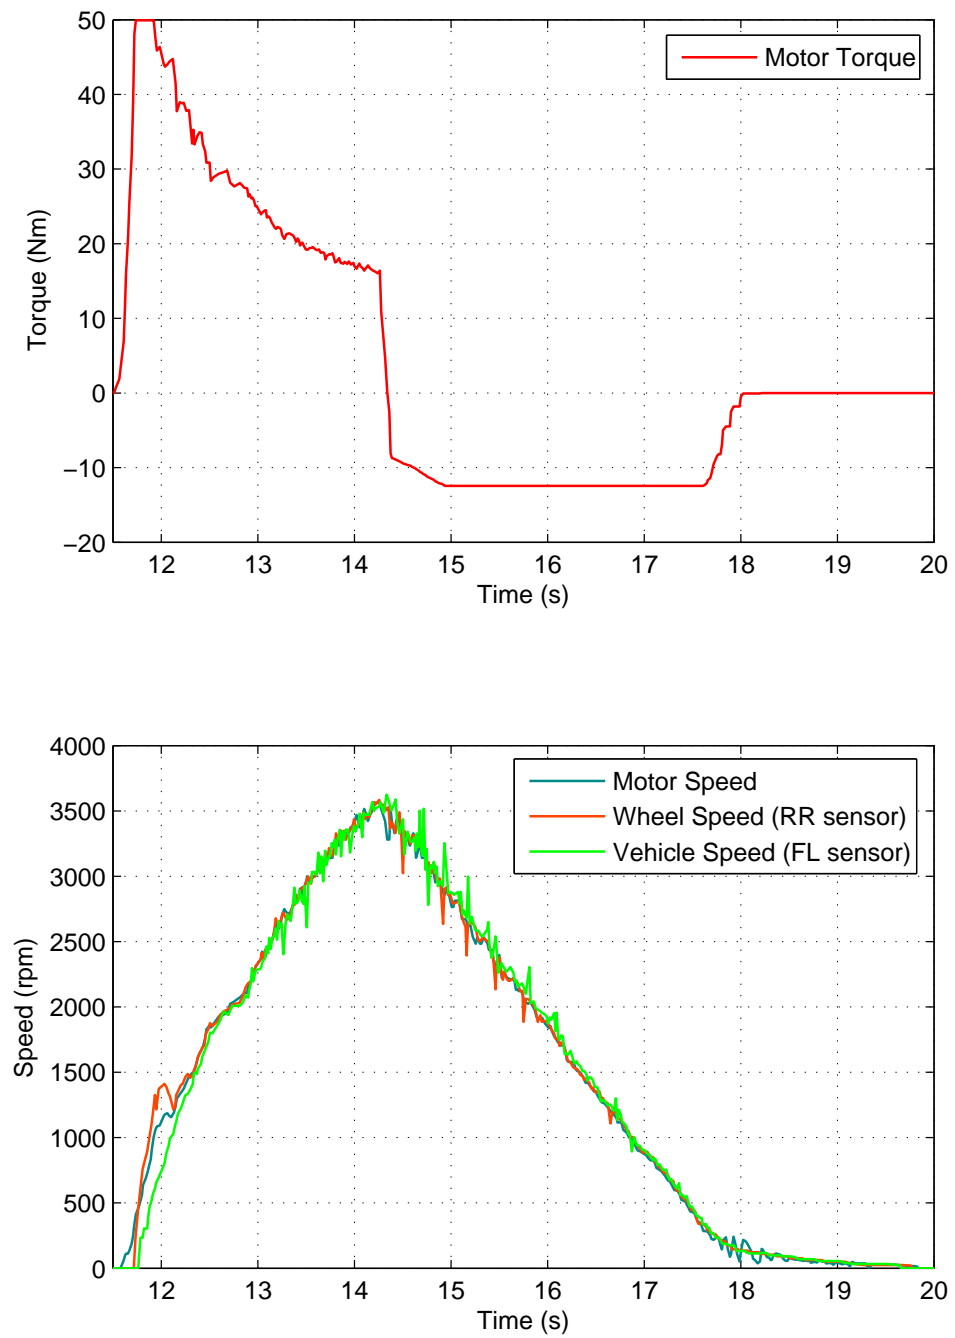 50
40
30
20
10
0
−10
−20
Torque (Nm)
Motor Torque
12 13 14 15 16 17 18 19 20
Time (s)
4000
3500
3000
2500
2000
1500
1000
500
0
Speed (rpm)
Motor Speed
Wheel Speed (RR sensor)
Vehicle Speed (FL sensor)
12 13 14 15 16 17 18 19 20
Time (s)